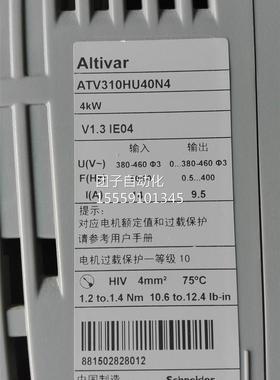 Altivar
ATV310HU40N4
4kW
V1.3 IE04
输入 输出
U(V~) 380-460 Φ3 0...380-460 Φ3
F(Hz) 0.5...400
I(A) 9.5
团子自动化
15559101345
提示:
对应电机额定值和过载保护
请参考用户手册
电机过载保护一等级 10
HIV 4mm² 75℃
1.2 to 1.4 Nm 10.6 to 12.4 lb-in
881502828012
中国制造 Schneider